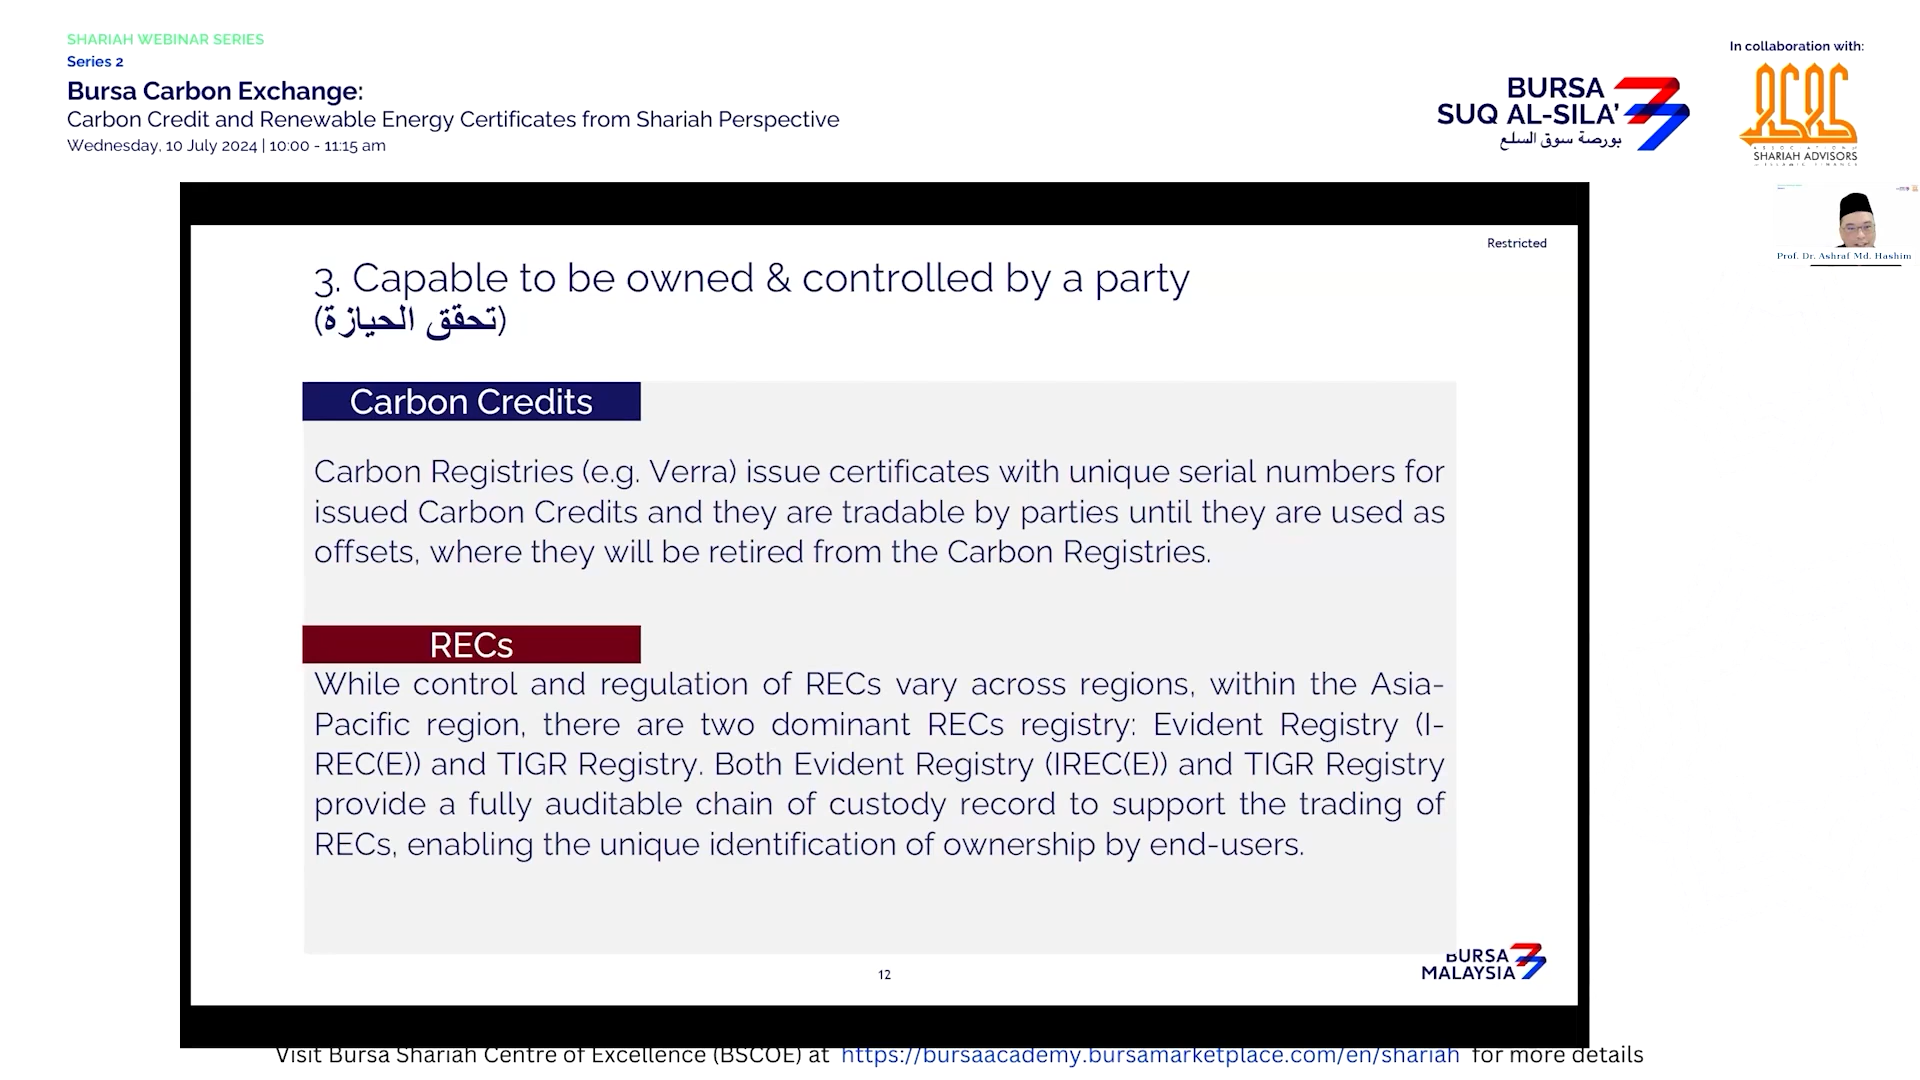 SHARIAH WEBINAR SERIES
Series 2
Bursa Carbon Exchange:
Carbon Credit and Renewable Energy Certificates from Shariah Perspective
Wednesday, 10 July 2024 | 10:00 - 11:15 am
BURSA
SUQ AL-SILA'
بورصة سوق السلع
In collaboration with:
SHARIAH ADVISORS
Prof. Dr. Ashraf Md. Hashim
Restricted
3. Capable to be owned & controlled by a party
(تحقق الحيازة)
Carbon Credits
Carbon Registries (e.g. Verra) issue certificates with unique serial numbers for
issued Carbon Credits and they are tradable by parties until they are used as
offsets, where they will be retired from the Carbon Registries.
RECs
While control and regulation of RECs vary across regions, within the Asia-
Pacific region, there are two dominant RECs registry: Evident Registry (I-
REC(E)) and TIGR Registry. Both Evident Registry (IREC(E)) and TIGR Registry
provide a fully auditable chain of custody record to support the trading of
RECs, enabling the unique identification of ownership by end-users.
BURSA
MALAYSIA
12
Visit Bursa Shariah Centre of Excellence (BSCOE) at https://bursaacademy.bursamarketplace.com/en/shariah for more details